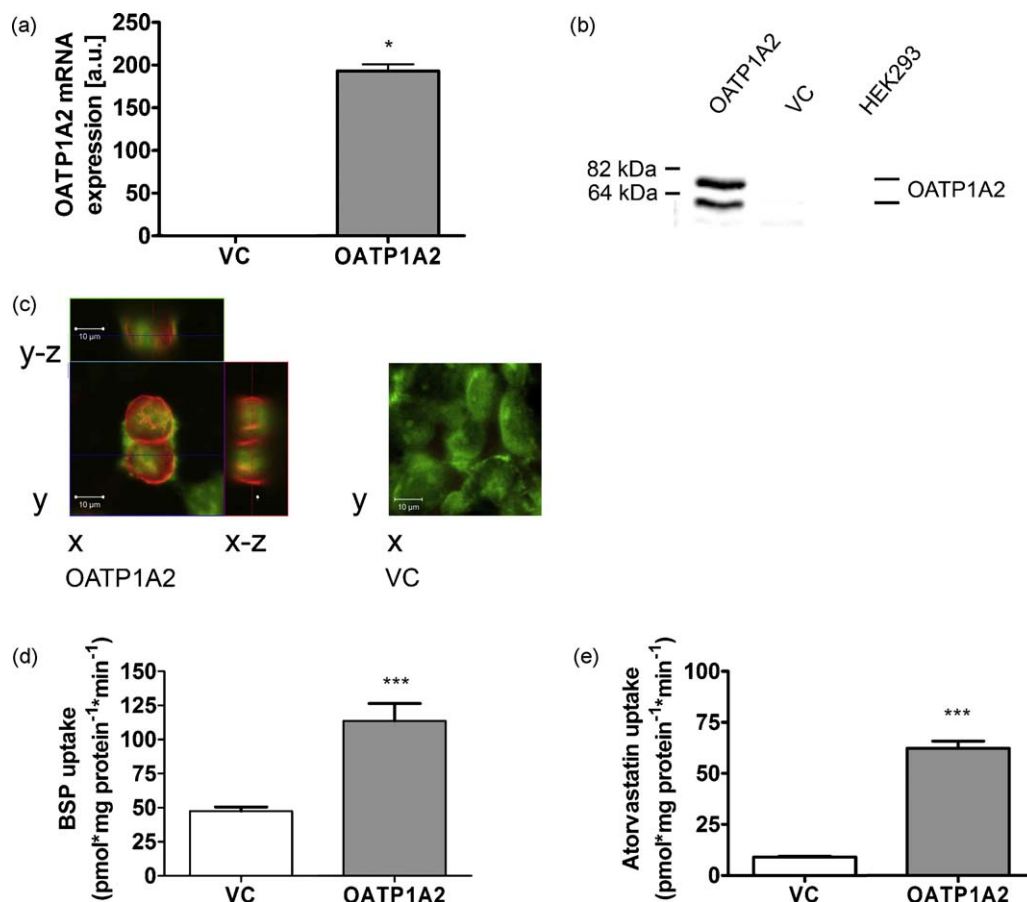 (a)
OATP1A2 mRNA
expression [a.u.]
250
200
150
100
50
0
*
VC
OATP1A2
(b)
OATP1A2
VC
HEK293
82 kDa
64 kDa
OATP1A2
(c)
y-z
10 µm
y
10 µm
x
x-z
OATP1A2
y
10 µm
x
VC
(d)
BSP uptake
(pmol*mg protein⁻¹*min⁻¹)
150
125
100
75
50
25
0
***
VC
OATP1A2
(e)
Atorvastatin uptake
(pmol*mg protein⁻¹*min⁻¹)
100
75
50
25
0
***
VC
OATP1A2